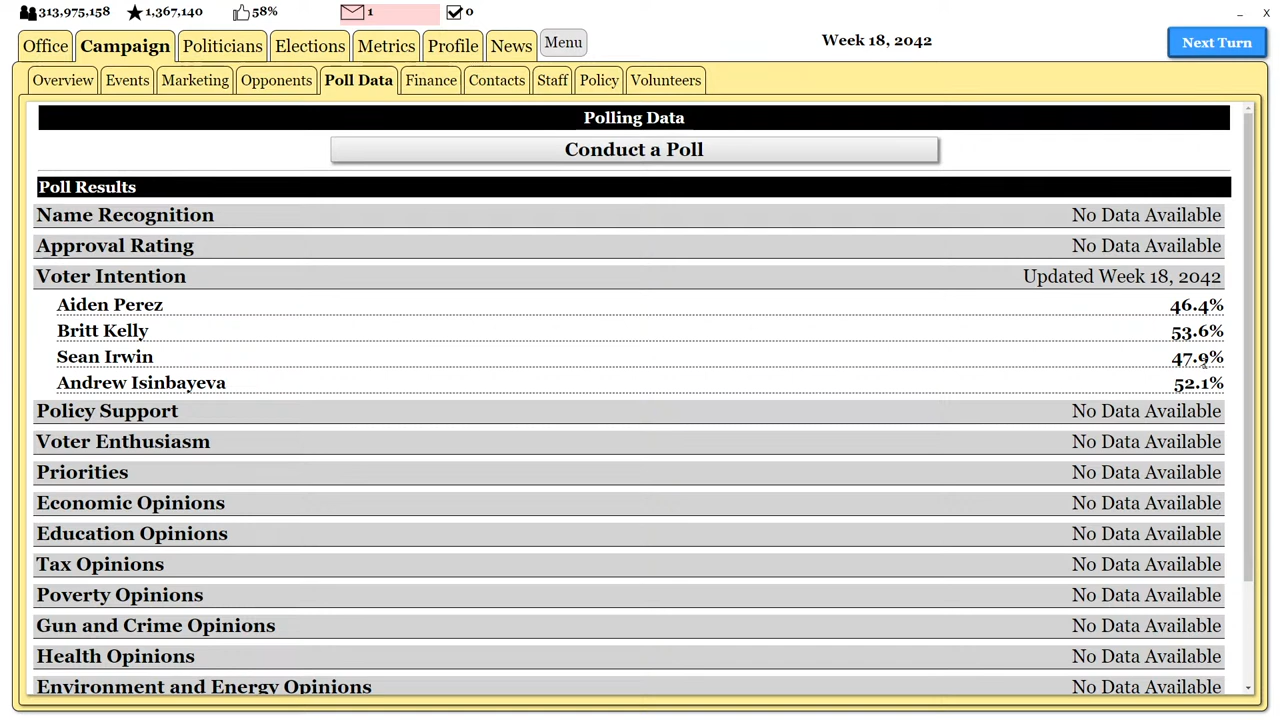 313,975,158 1,367,140 58% 1 0 _ X
Office Campaign Politicians Elections Metrics Profile News Menu Week 18, 2042 Next Turn
Overview Events Marketing Opponents Poll Data Finance Contacts Staff Policy Volunteers
Polling Data
Conduct a Poll
Poll Results
Name Recognition No Data Available
Approval Rating No Data Available
Voter Intention Updated Week 18, 2042
Aiden Perez 46.4%
Britt Kelly 53.6%
Sean Irwin 47.9%
Andrew Isinbayeva 52.1%
Policy Support No Data Available
Voter Enthusiasm No Data Available
Priorities No Data Available
Economic Opinions No Data Available
Education Opinions No Data Available
Tax Opinions No Data Available
Poverty Opinions No Data Available
Gun and Crime Opinions No Data Available
Health Opinions No Data Available
Environment and Energy Opinions No Data Available